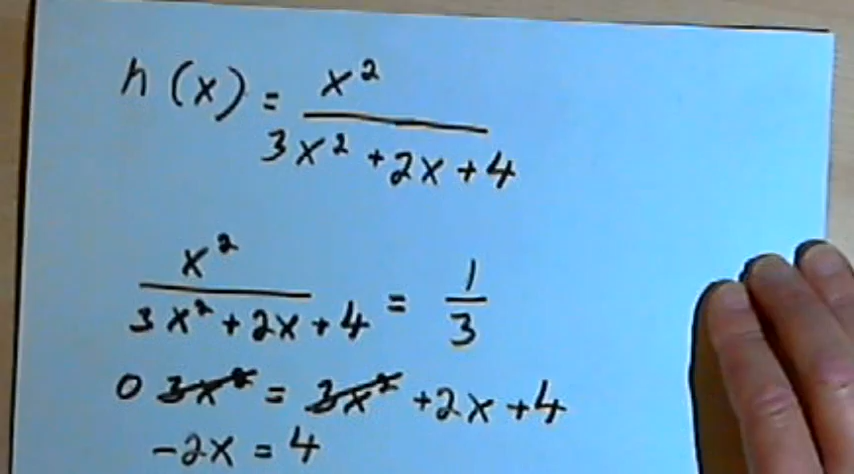 h(x) = x² / (3x² + 2x + 4)
x² / (3x² + 2x + 4) = 1/3
0 3x² = 3x² + 2x + 4
-2x = 4